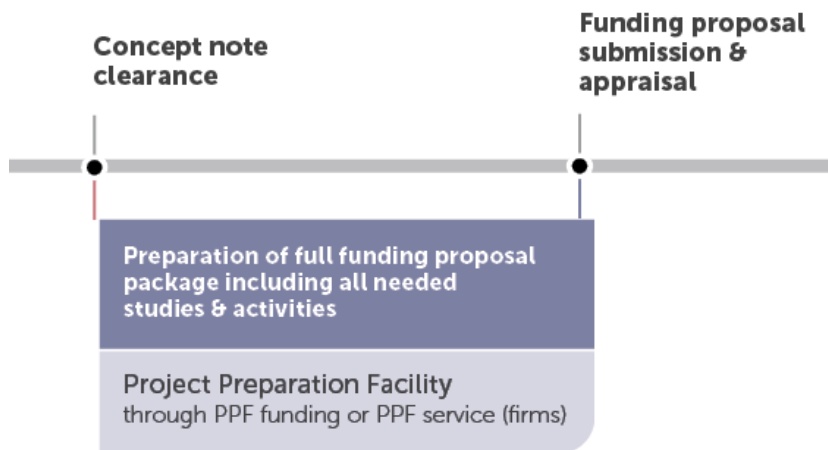 Concept note
clearance
Funding proposal
submission &
appraisal
Preparation of full funding proposal
package including all needed
studies & activities
Project Preparation Facility
through PPF funding or PPF service (firms)